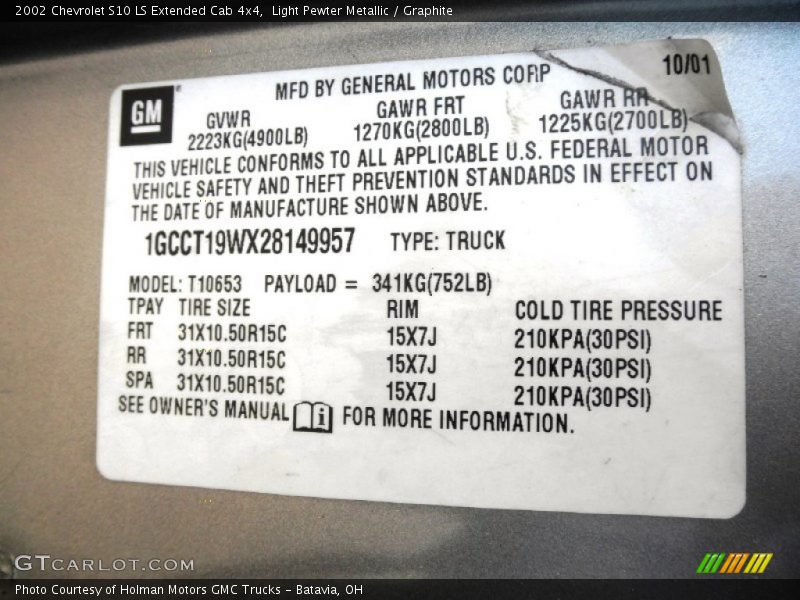 2002 Chevrolet S10 LS Extended Cab 4x4, Light Pewter Metallic / Graphite
GM
MFD BY GENERAL MOTORS CORP
10/01
GVWR GAWR FRT GAWR RR
2223KG(4900LB) 1270KG(2800LB) 1225KG(2700LB)
THIS VEHICLE CONFORMS TO ALL APPLICABLE U.S. FEDERAL MOTOR
VEHICLE SAFETY AND THEFT PREVENTION STANDARDS IN EFFECT ON
THE DATE OF MANUFACTURE SHOWN ABOVE.
1GCCT19WX28149957 TYPE: TRUCK
MODEL: T10653 PAYLOAD = 341KG(752LB)
TPAY TIRE SIZE RIM COLD TIRE PRESSURE
FRT 31X10.50R15C 15X7J 210KPA(30PSI)
RR 31X10.50R15C 15X7J 210KPA(30PSI)
SPA 31X10.50R15C 15X7J 210KPA(30PSI)
SEE OWNER'S MANUAL i FOR MORE INFORMATION.
GTCARLOT.COM
Photo Courtesy of Holman Motors GMC Trucks - Batavia, OH